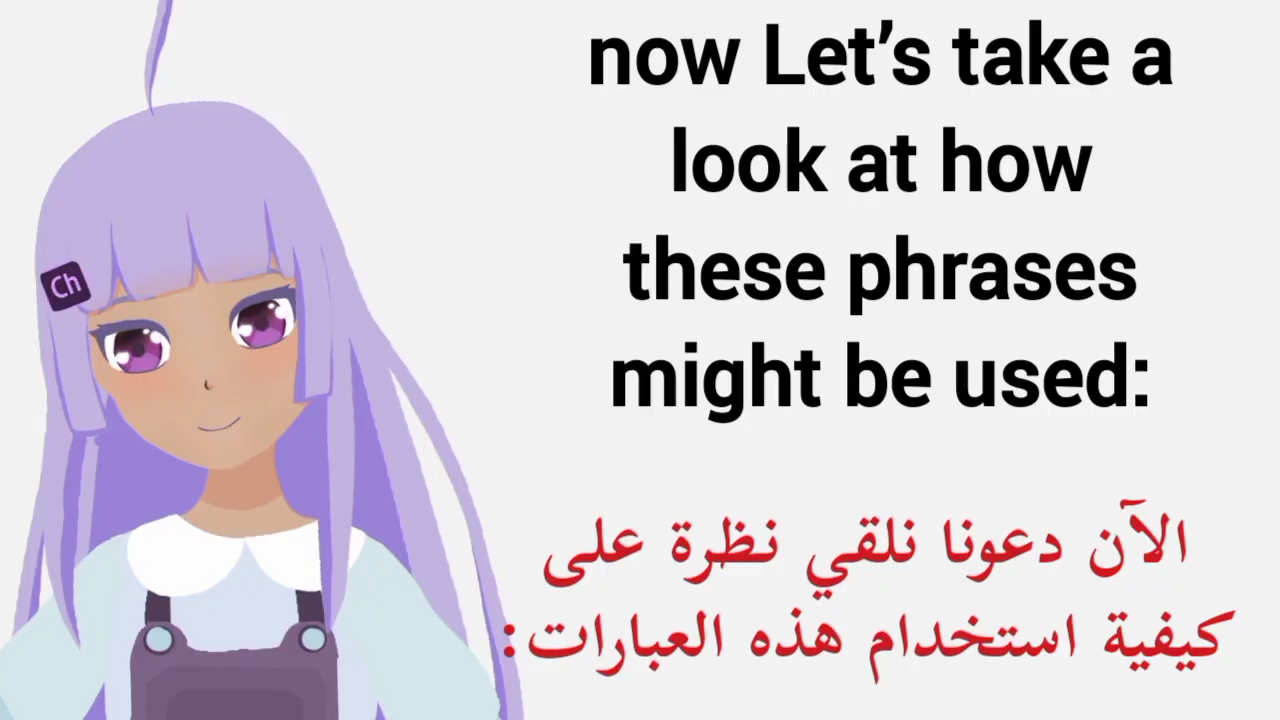 now Let’s take a
look at how
these phrases
might be used:
Ch
الآن دعونا نلقي نظرة على
كيفية استخدام هذه العبارات: